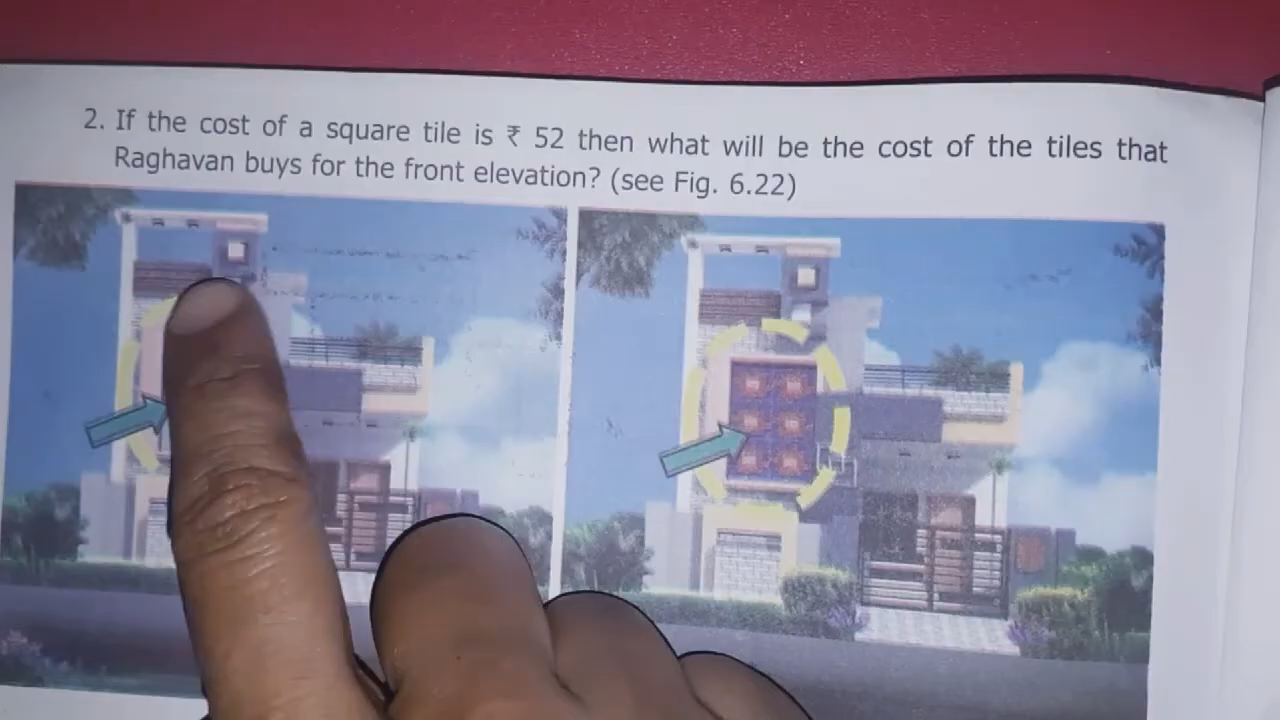 2. If the cost of a square tile is ₹ 52 then what will be the cost of the tiles that
Raghavan buys for the front elevation? (see Fig. 6.22)